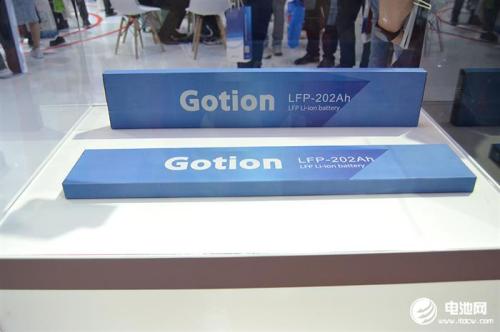 Gotion LFP-202Ah
LFP Li-ion battery
Gotion LFP-202Ah
LFP Li-ion battery
电池网
www.itdcw.com